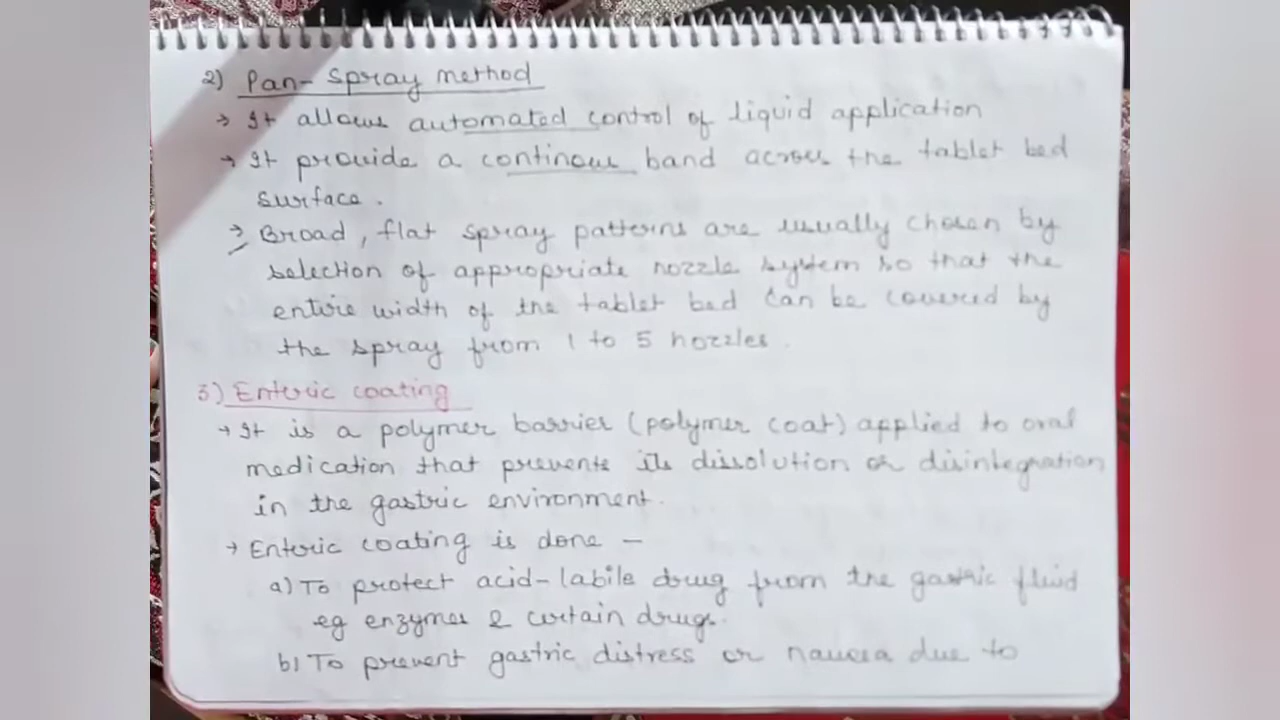 2) Pan-Spray method
→ It allows automated control of liquid application
→ It provide a continous band across the tablet bed
surface.
→ Broad, flat spray patterns are usually chosen by
selection of appropriate nozzle system so that the
entire width of the tablet bed can be covered by
the spray from 1 to 5 nozzles.
3) Enteric coating
→ It is a polymer barrier (polymer coat) applied to oral
medication that prevents its dissolution or disintegration
in the gastric environment.
→ Enteric coating is done –
a) To protect acid-labile drug from the gastric fluid
eg enzymes & certain drugs.
b) To prevent gastric distress or nausea due to